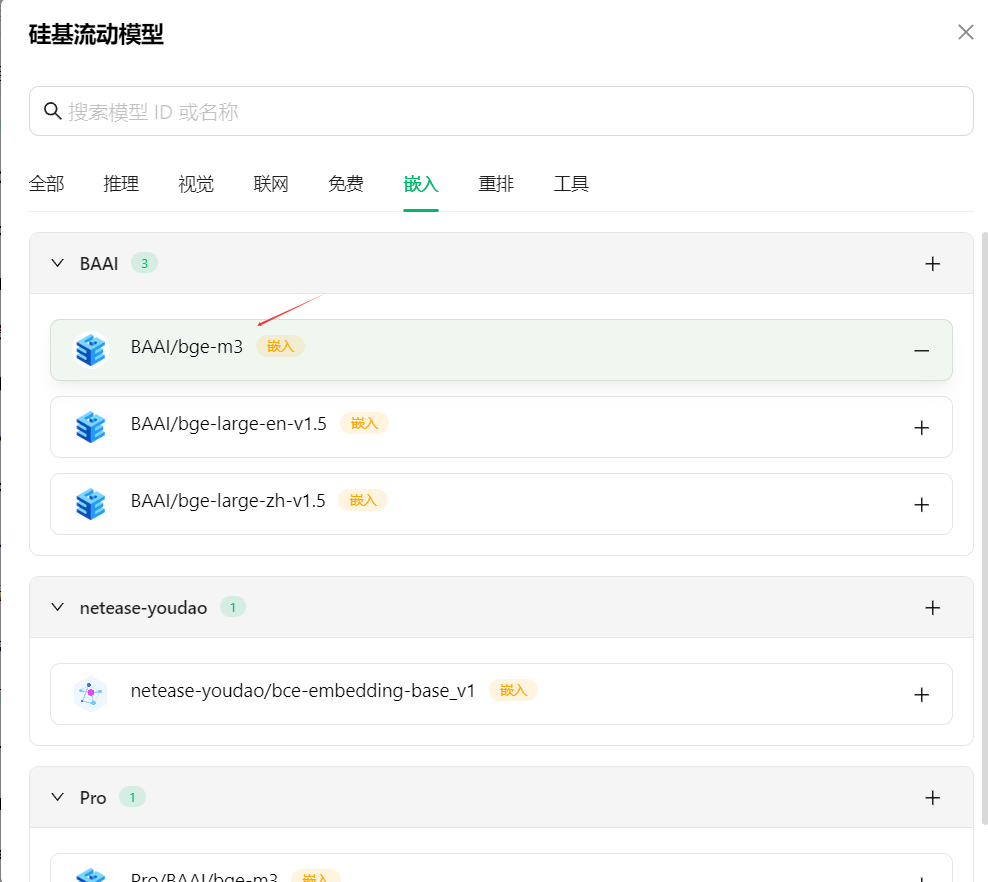 硅基流动模型
搜索模型 ID 或名称
全部 推理 视觉 联网 免费 嵌入 重排 工具
BAAI 3
BAAI/bge-m3 嵌入
BAAI/bge-large-en-v1.5 嵌入
BAAI/bge-large-zh-v1.5 嵌入
netease-youdao 1
netease-youdao/bce-embedding-base_v1 嵌入
Pro 1
Pro/BAAI/bge-m3 嵌入